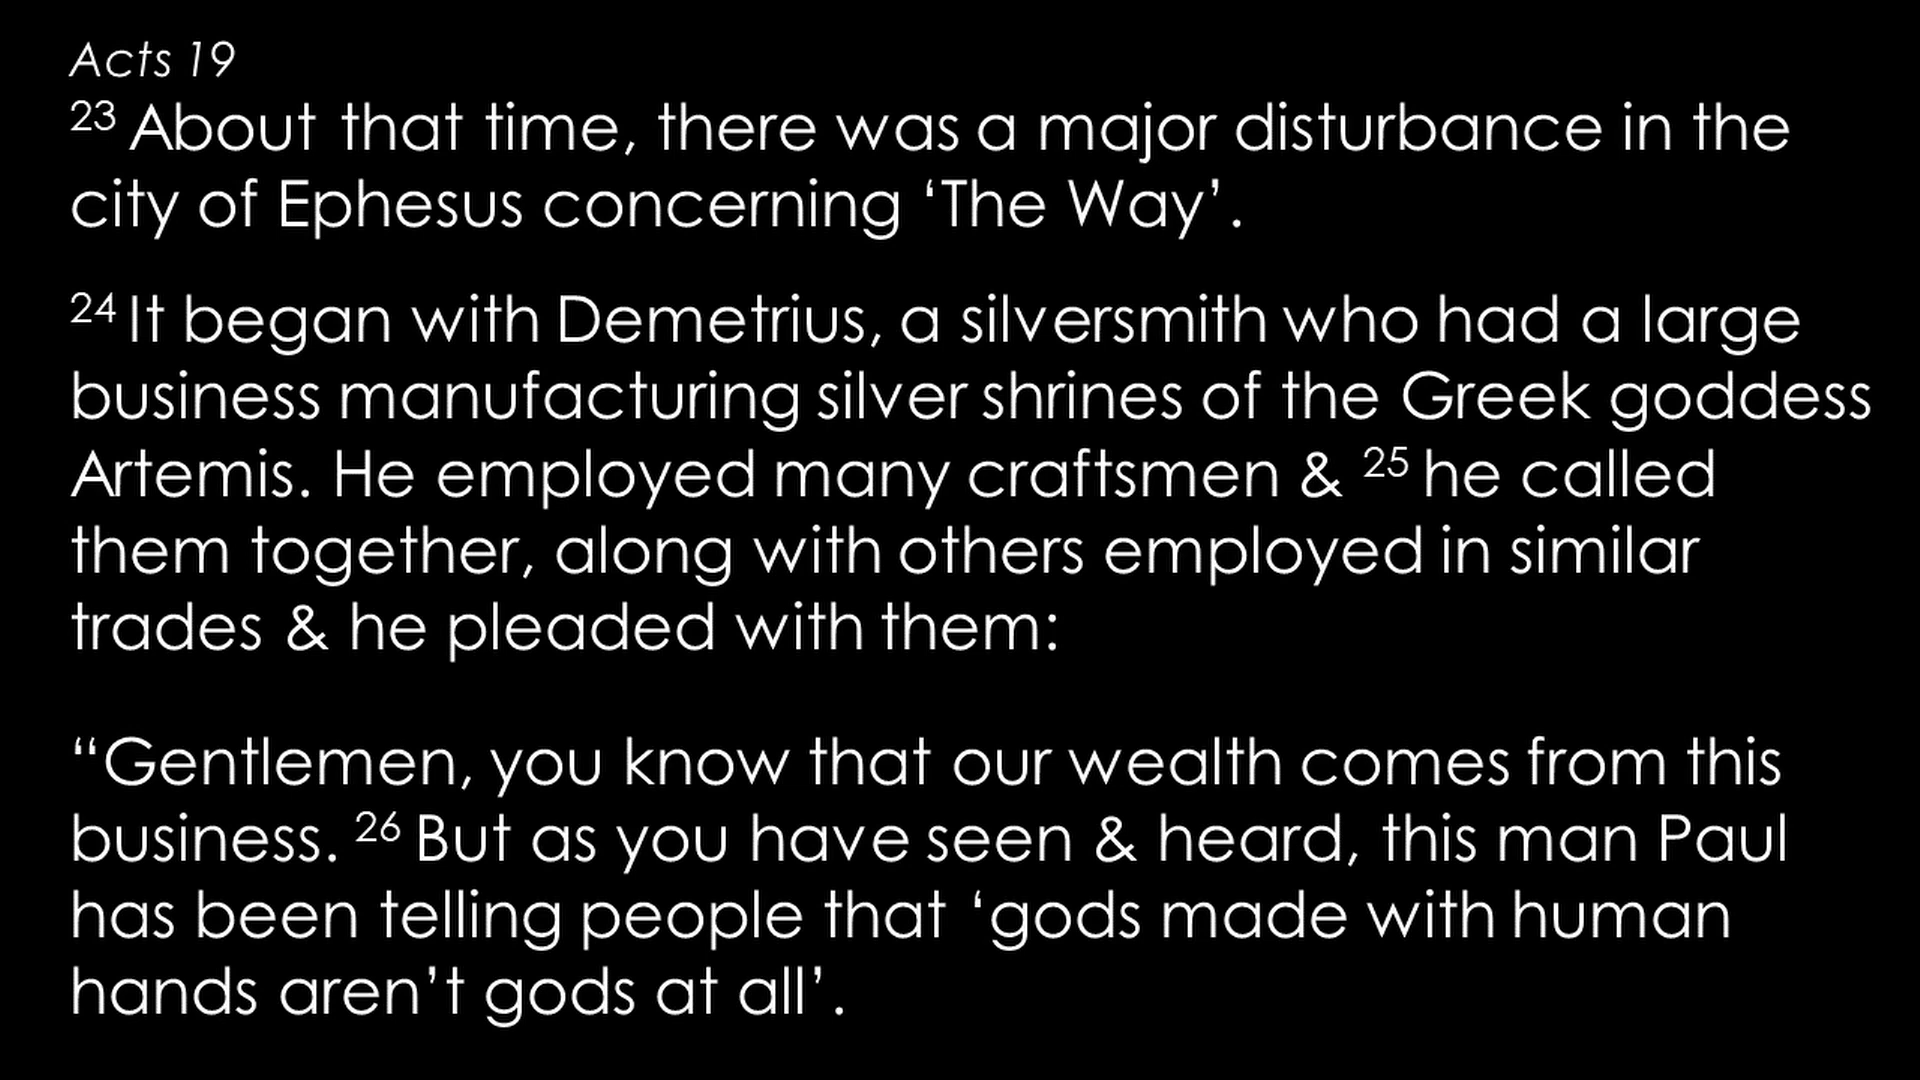 Acts 19
23 About that time, there was a major disturbance in the
city of Ephesus concerning ‘The Way’.
24 It began with Demetrius, a silversmith who had a large
business manufacturing silver shrines of the Greek goddess
Artemis. He employed many craftsmen & 25 he called
them together, along with others employed in similar
trades & he pleaded with them:
“Gentlemen, you know that our wealth comes from this
business. 26 But as you have seen & heard, this man Paul
has been telling people that ‘gods made with human
hands aren’t gods at all’.